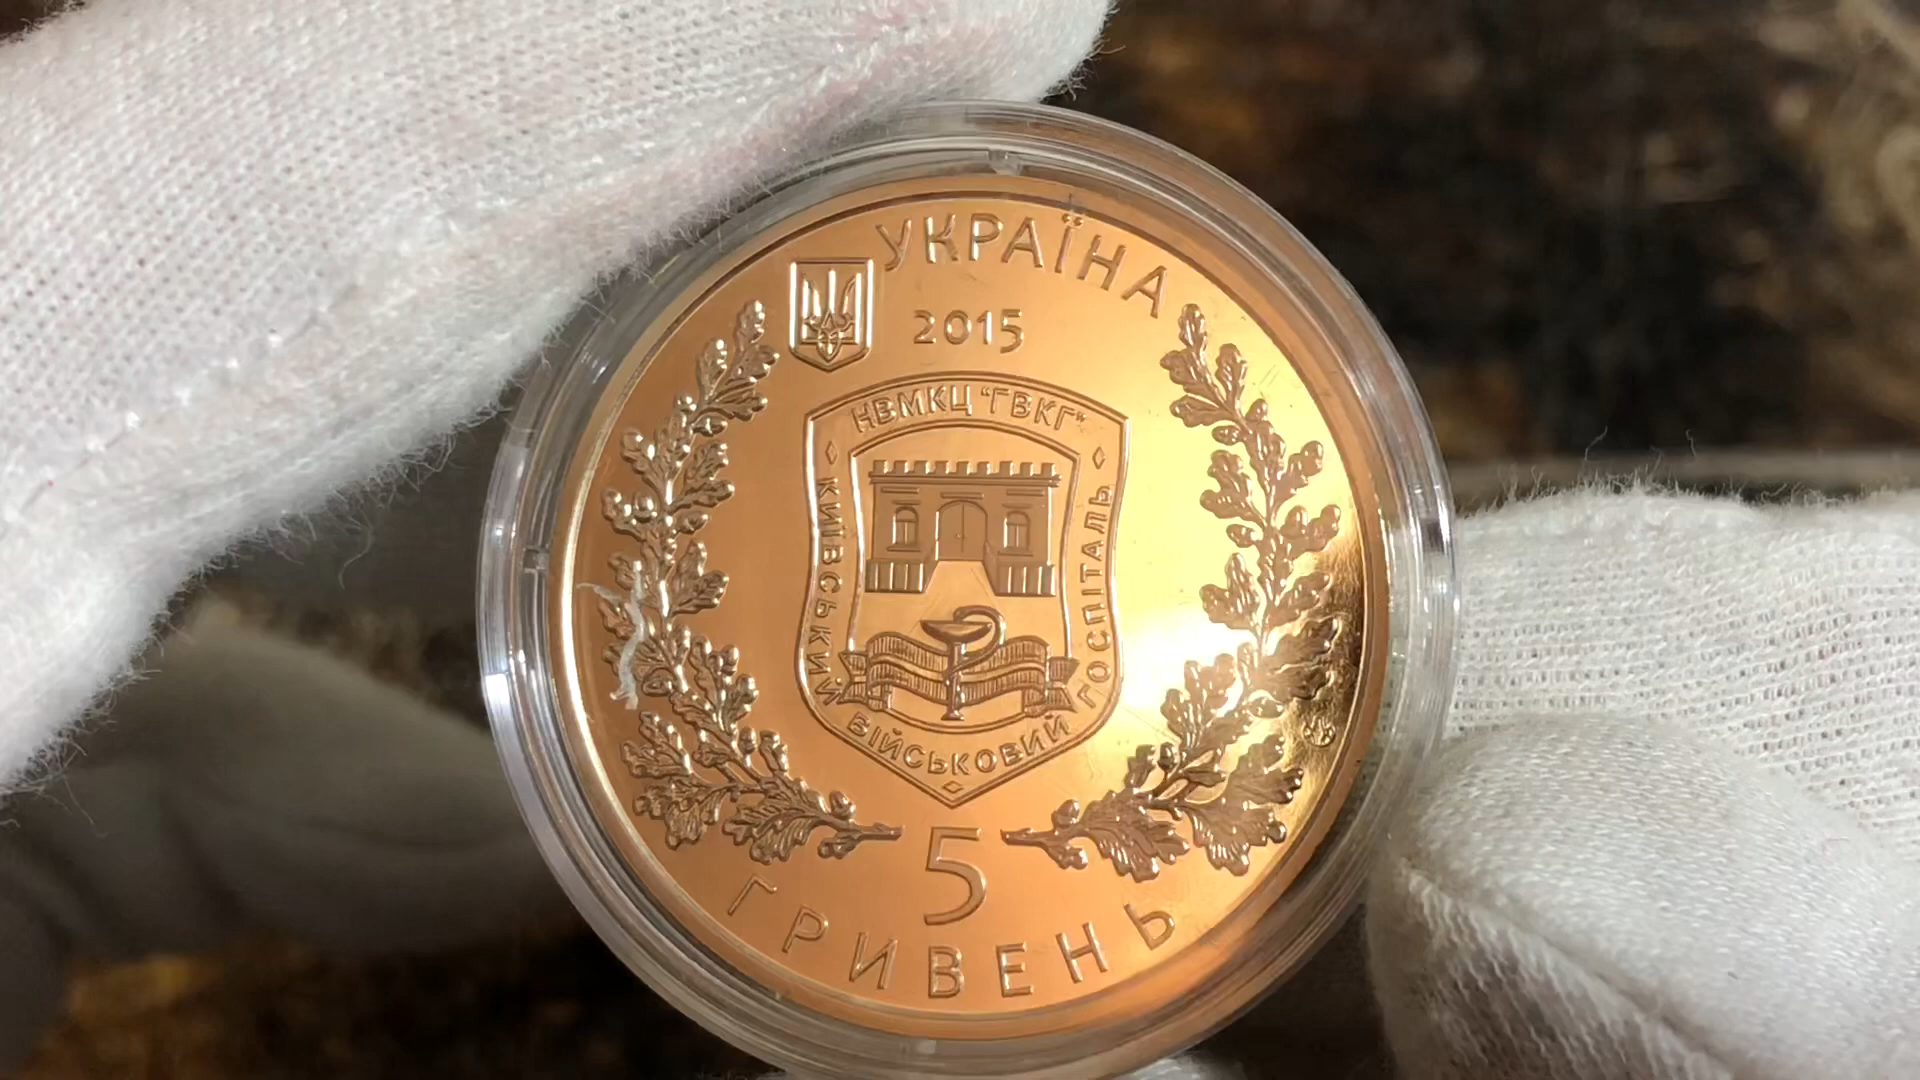 УКРАЇНА
2015
НВМКЦ "ГВКГ"
КИЇВСЬКИЙ ВІЙСЬКОВИЙ ГОСПІТАЛЬ
5
ГРИВЕНЬ